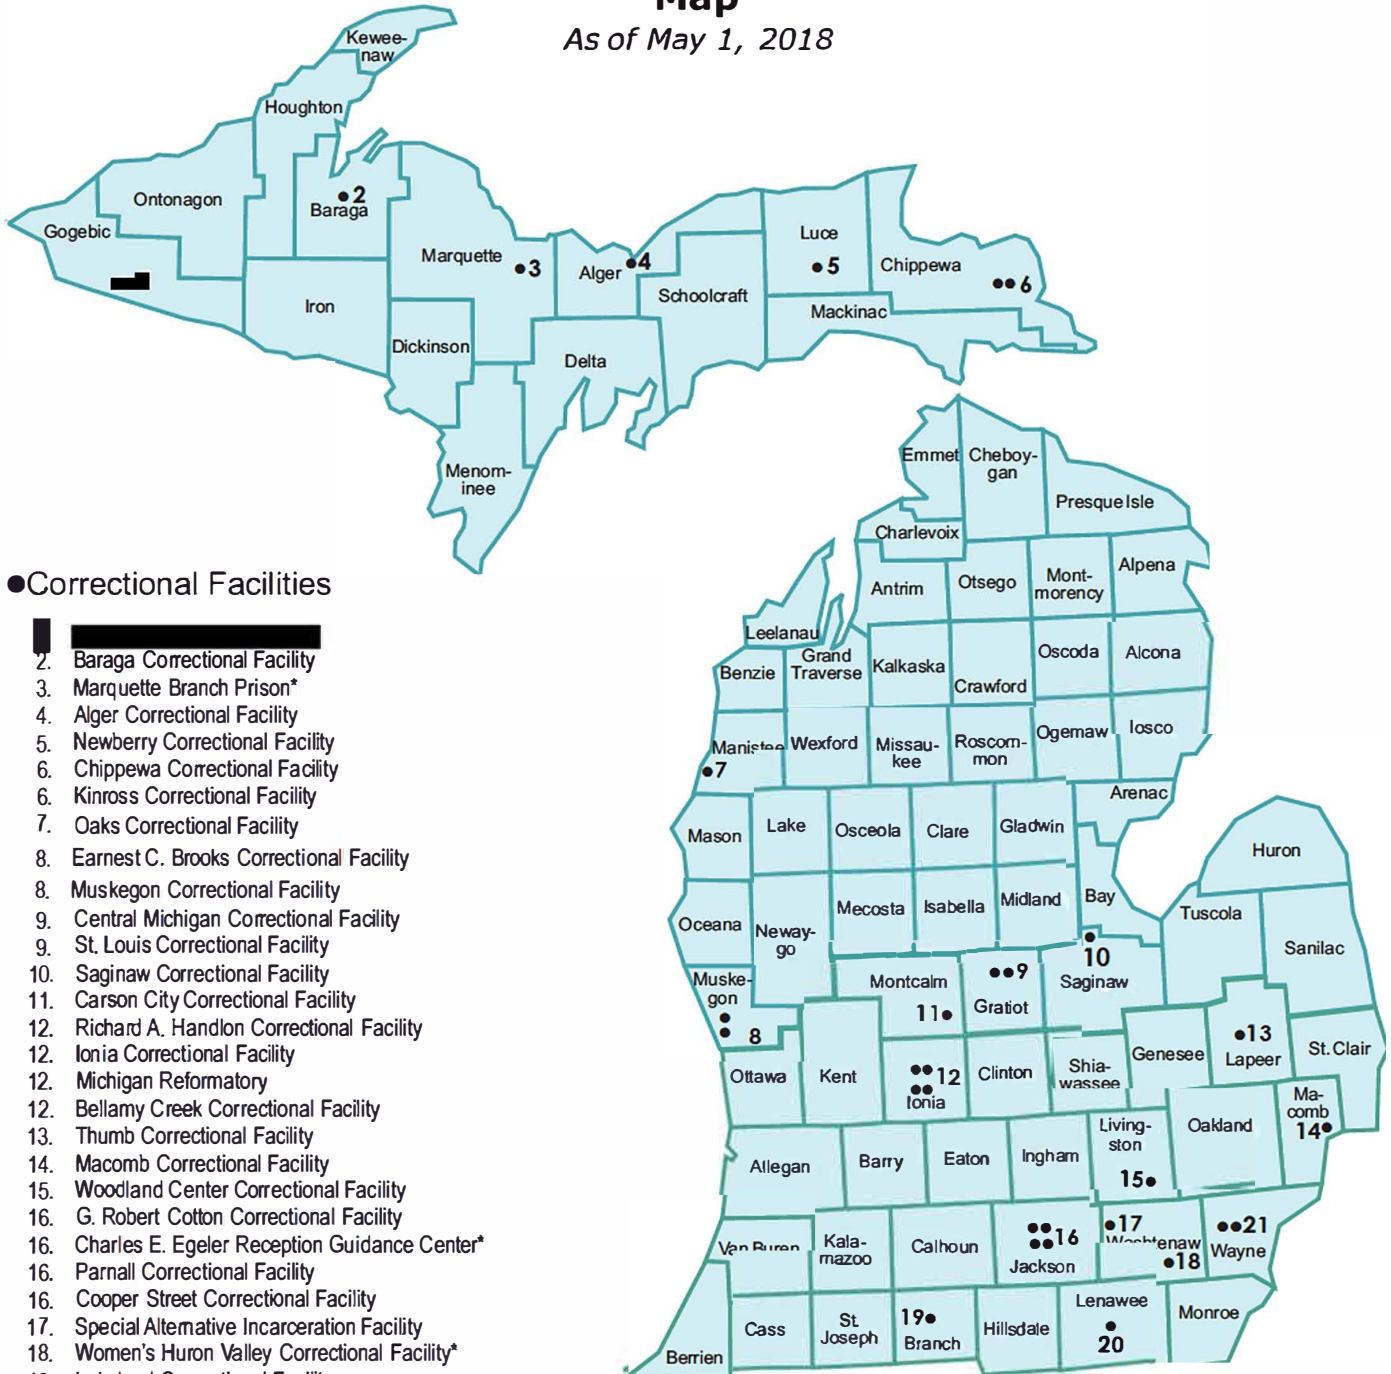 Map
As of May 1, 2018
Kewee-
naw
Houghton
Ontonagon
Gogebic
●2
Baraga
Marquette
●3
Alger
●4
Luce
●5
Chippewa
●●6
Schoolcraft
Mackinac
Iron
Dickinson
Delta
Menom-
inee
Emmet
Cheboy-
gan
Presque Isle
Charlevoix
Antrim
Otsego
Mont-
morency
Alpena
Leelanau
Benzie
Grand
Traverse
Kalkaska
Crawford
Oscoda
Alcona
Manistee
●7
Wexford
Missau-
kee
Roscom-
mon
Ogemaw
Iosco
Arenac
Mason
Lake
Osceola
Clare
Gladwin
Huron
Oceana
Neway-
go
Mecosta
Isabella
Midland
Bay
Tuscola
Sanilac
Muske-
gon
8
Montcalm
11●
●●9
Gratiot
10
Saginaw
Ottawa
Kent
12
Ionia
Clinton
Shia-
wassee
Genesee
●13
Lapeer
St. Clair
Allegan
Barry
Eaton
Ingham
Living-
ston
15●
Oakland
Ma-
comb
14●
Van Buren
Kala-
mazoo
Calhoun
16
Jackson
●17
Washtenaw
●18
●●21
Wayne
Berrien
Cass
St.
Joseph
19●
Branch
Hillsdale
Lenawee
20
Monroe
●Correctional Facilities
2. Baraga Correctional Facility
3. Marquette Branch Prison*
4. Alger Correctional Facility
5. Newberry Correctional Facility
6. Chippewa Correctional Facility
6. Kinross Correctional Facility
7. Oaks Correctional Facility
8. Earnest C. Brooks Correctional Facility
8. Muskegon Correctional Facility
9. Central Michigan Correctional Facility
9. St. Louis Correctional Facility
10. Saginaw Correctional Facility
11. Carson City Correctional Facility
12. Richard A. Handlon Correctional Facility
12. Ionia Correctional Facility
12. Michigan Reformatory
12. Bellamy Creek Correctional Facility
13. Thumb Correctional Facility
14. Macomb Correctional Facility
15. Woodland Center Correctional Facility
16. G. Robert Cotton Correctional Facility
16. Charles E. Egeler Reception Guidance Center*
16. Parnall Correctional Facility
16. Cooper Street Correctional Facility
17. Special Alternative Incarceration Facility
18. Women's Huron Valley Correctional Facility*